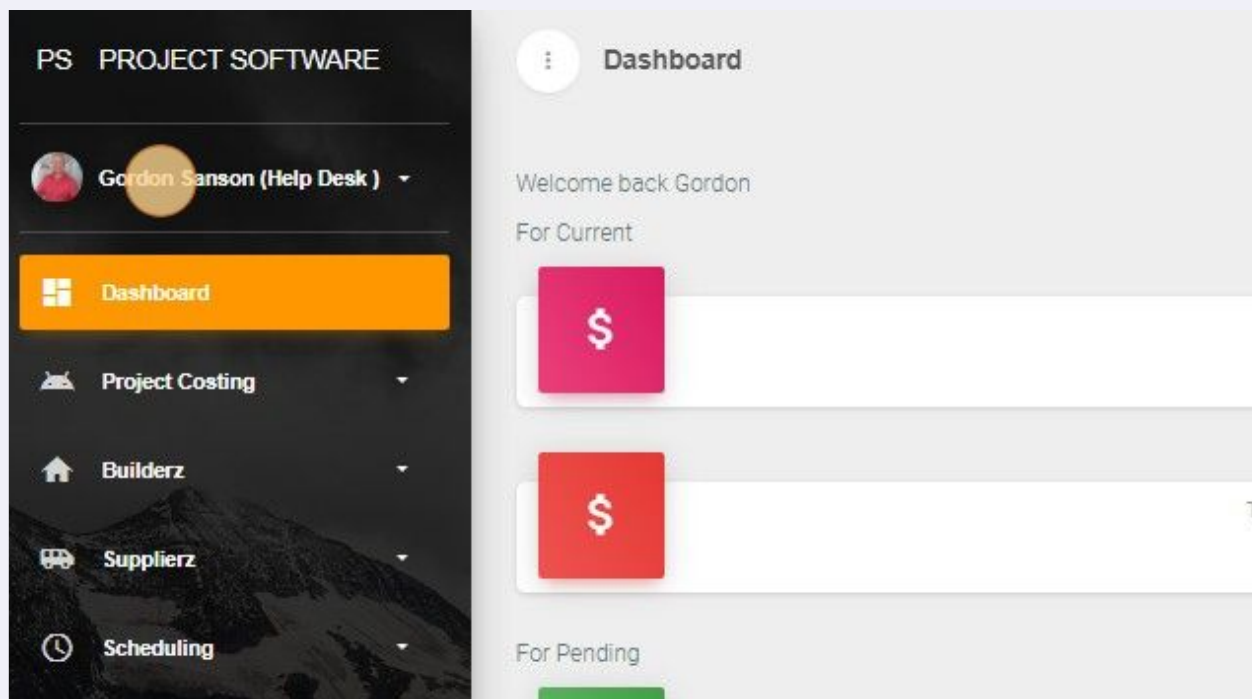 PS PROJECT SOFTWARE
Gordon Sanson (Help Desk )
Dashboard
Project Costing
Builderz
Supplierz
Scheduling
Dashboard
Welcome back Gordon
For Current
$
$
For Pending